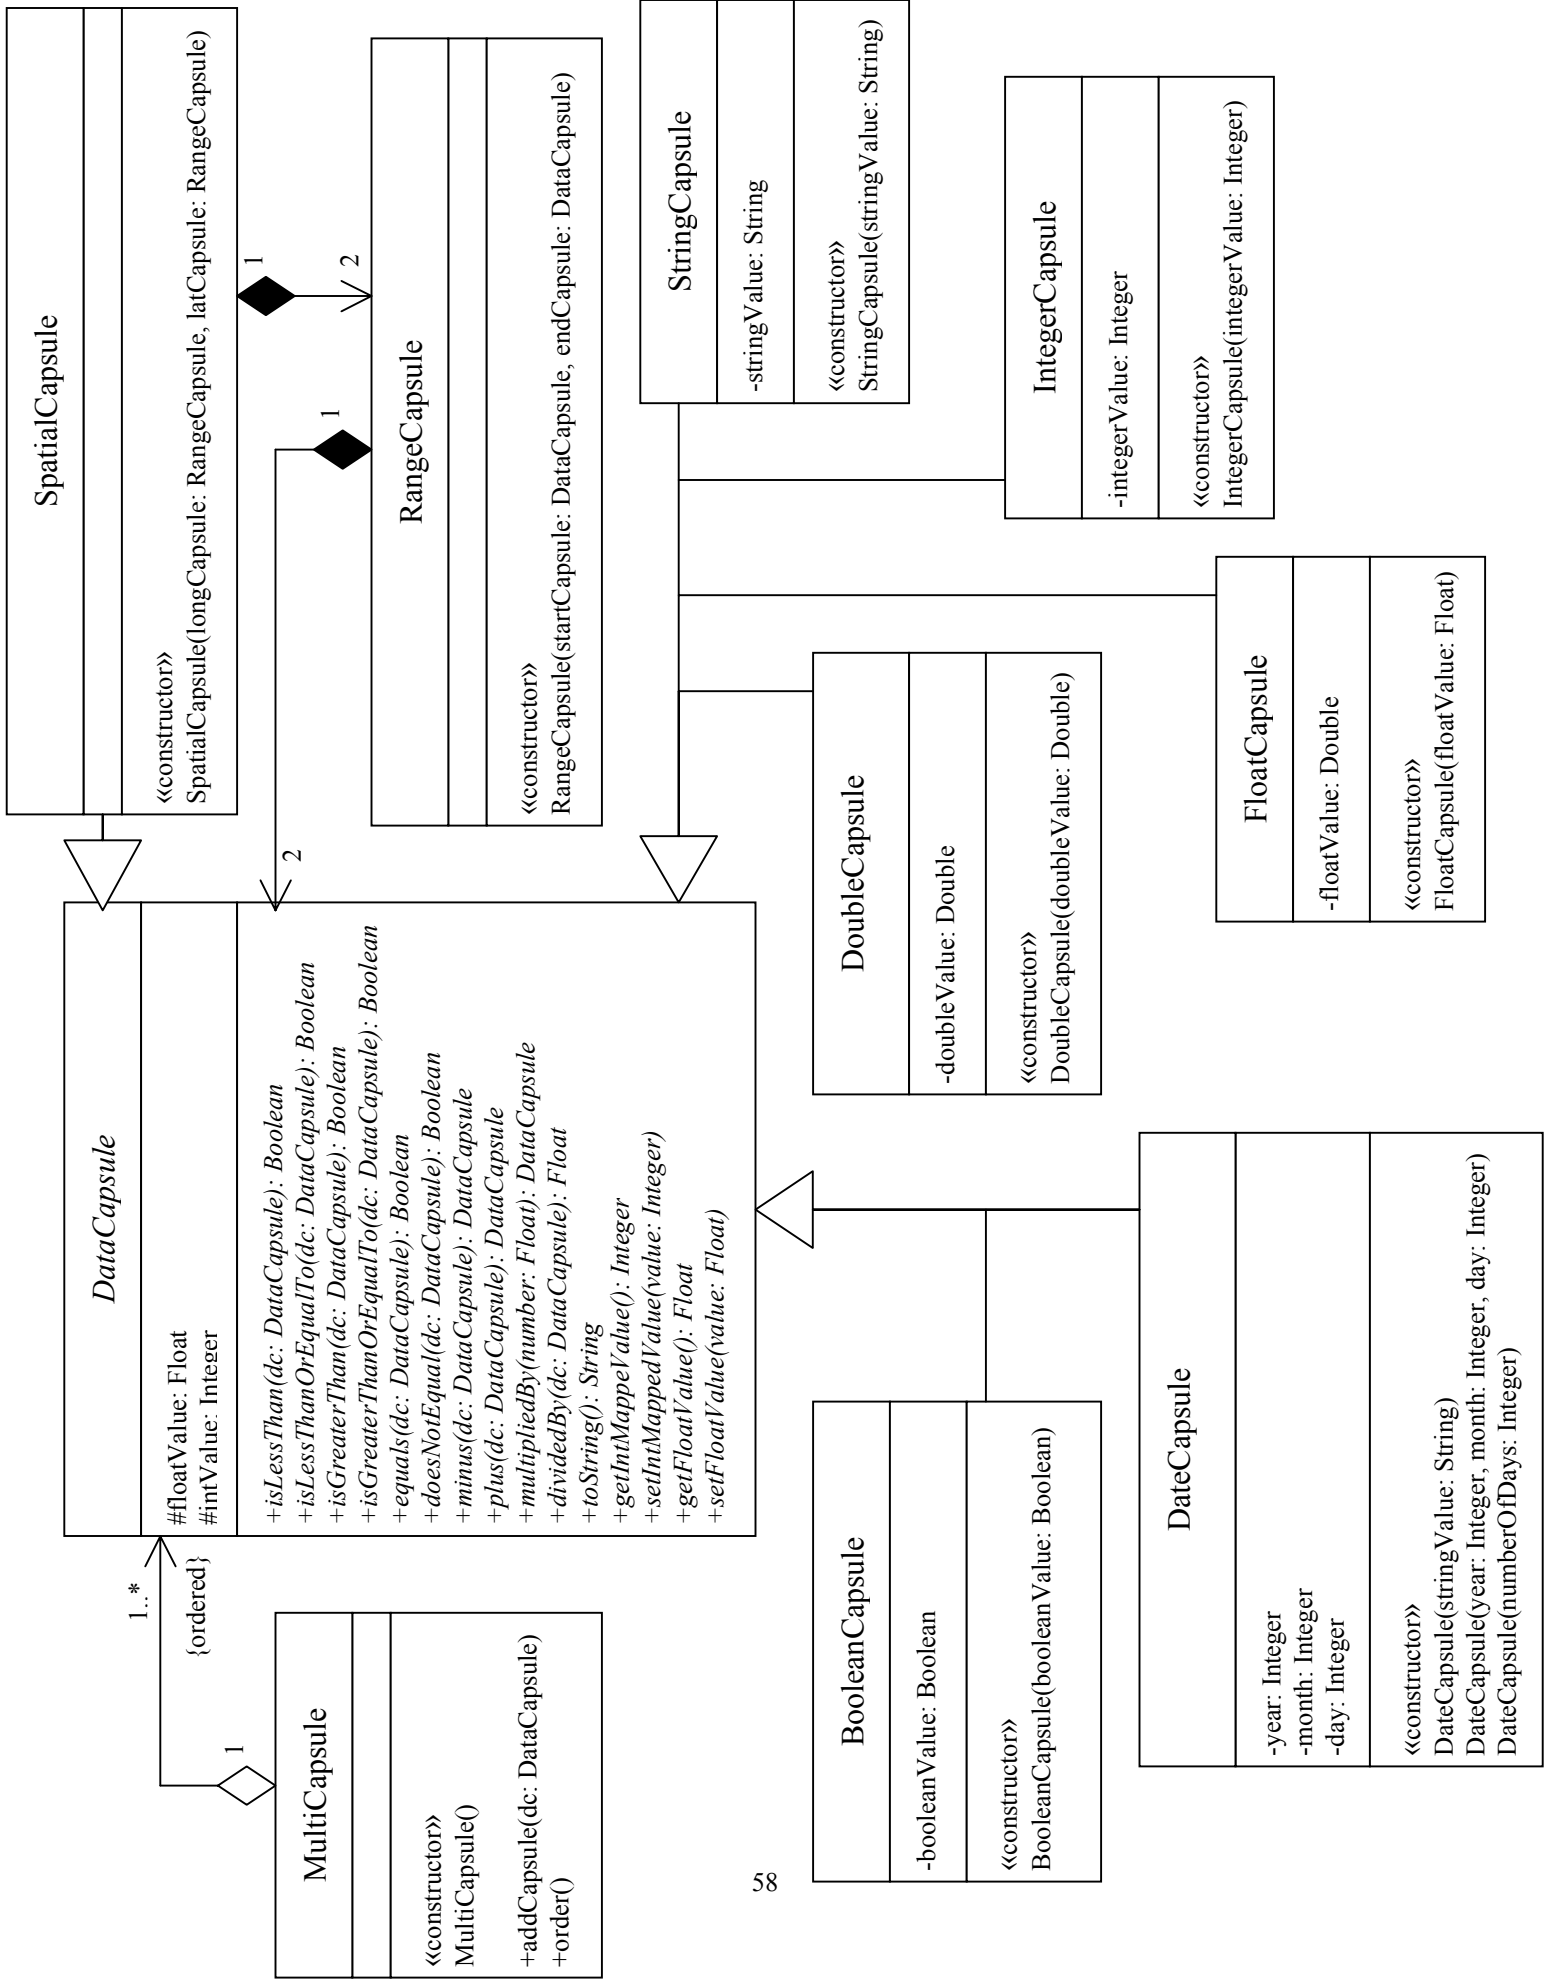 SpatialCapsule
«constructor»
SpatialCapsule(longCapsule: RangeCapsule, latCapsule: RangeCapsule)
1
2
RangeCapsule
«constructor»
RangeCapsule(startCapsule: DataCapsule, endCapsule: DataCapsule)
1
2
DataCapsule
#floatValue: Float
#intValue: Integer
+isLessThan(dc: DataCapsule): Boolean
+isLessThanOrEqualTo(dc: DataCapsule): Boolean
+isGreaterThan(dc: DataCapsule): Boolean
+isGreaterThanOrEqualTo(dc: DataCapsule): Boolean
+equals(dc: DataCapsule): Boolean
+doesNotEqual(dc: DataCapsule): Boolean
+minus(dc: DataCapsule): DataCapsule
+plus(dc: DataCapsule): DataCapsule
+multipliedBy(number: Float): DataCapsule
+dividedBy(dc: DataCapsule): Float
+toString(): String
+getIntMappeValue(): Integer
+setIntMappedValue(value: Integer)
+getFloatValue(): Float
+setFloatValue(value: Float)
1..*
{ordered}
1
MultiCapsule
«constructor»
MultiCapsule()
+addCapsule(dc: DataCapsule)
+order()
StringCapsule
-stringValue: String
«constructor»
StringCapsule(stringValue: String)
IntegerCapsule
-integerValue: Integer
«constructor»
IntegerCapsule(integerValue: Integer)
DoubleCapsule
-doubleValue: Double
«constructor»
DoubleCapsule(doubleValue: Double)
FloatCapsule
-floatValue: Double
«constructor»
FloatCapsule(floatValue: Float)
BooleanCapsule
-booleanValue: Boolean
«constructor»
BooleanCapsule(booleanValue: Boolean)
DateCapsule
-year: Integer
-month: Integer
-day: Integer
«constructor»
DateCapsule(stringValue: String)
DateCapsule(year: Integer, month: Integer, day: Integer)
DateCapsule(numberOfDays: Integer)
58